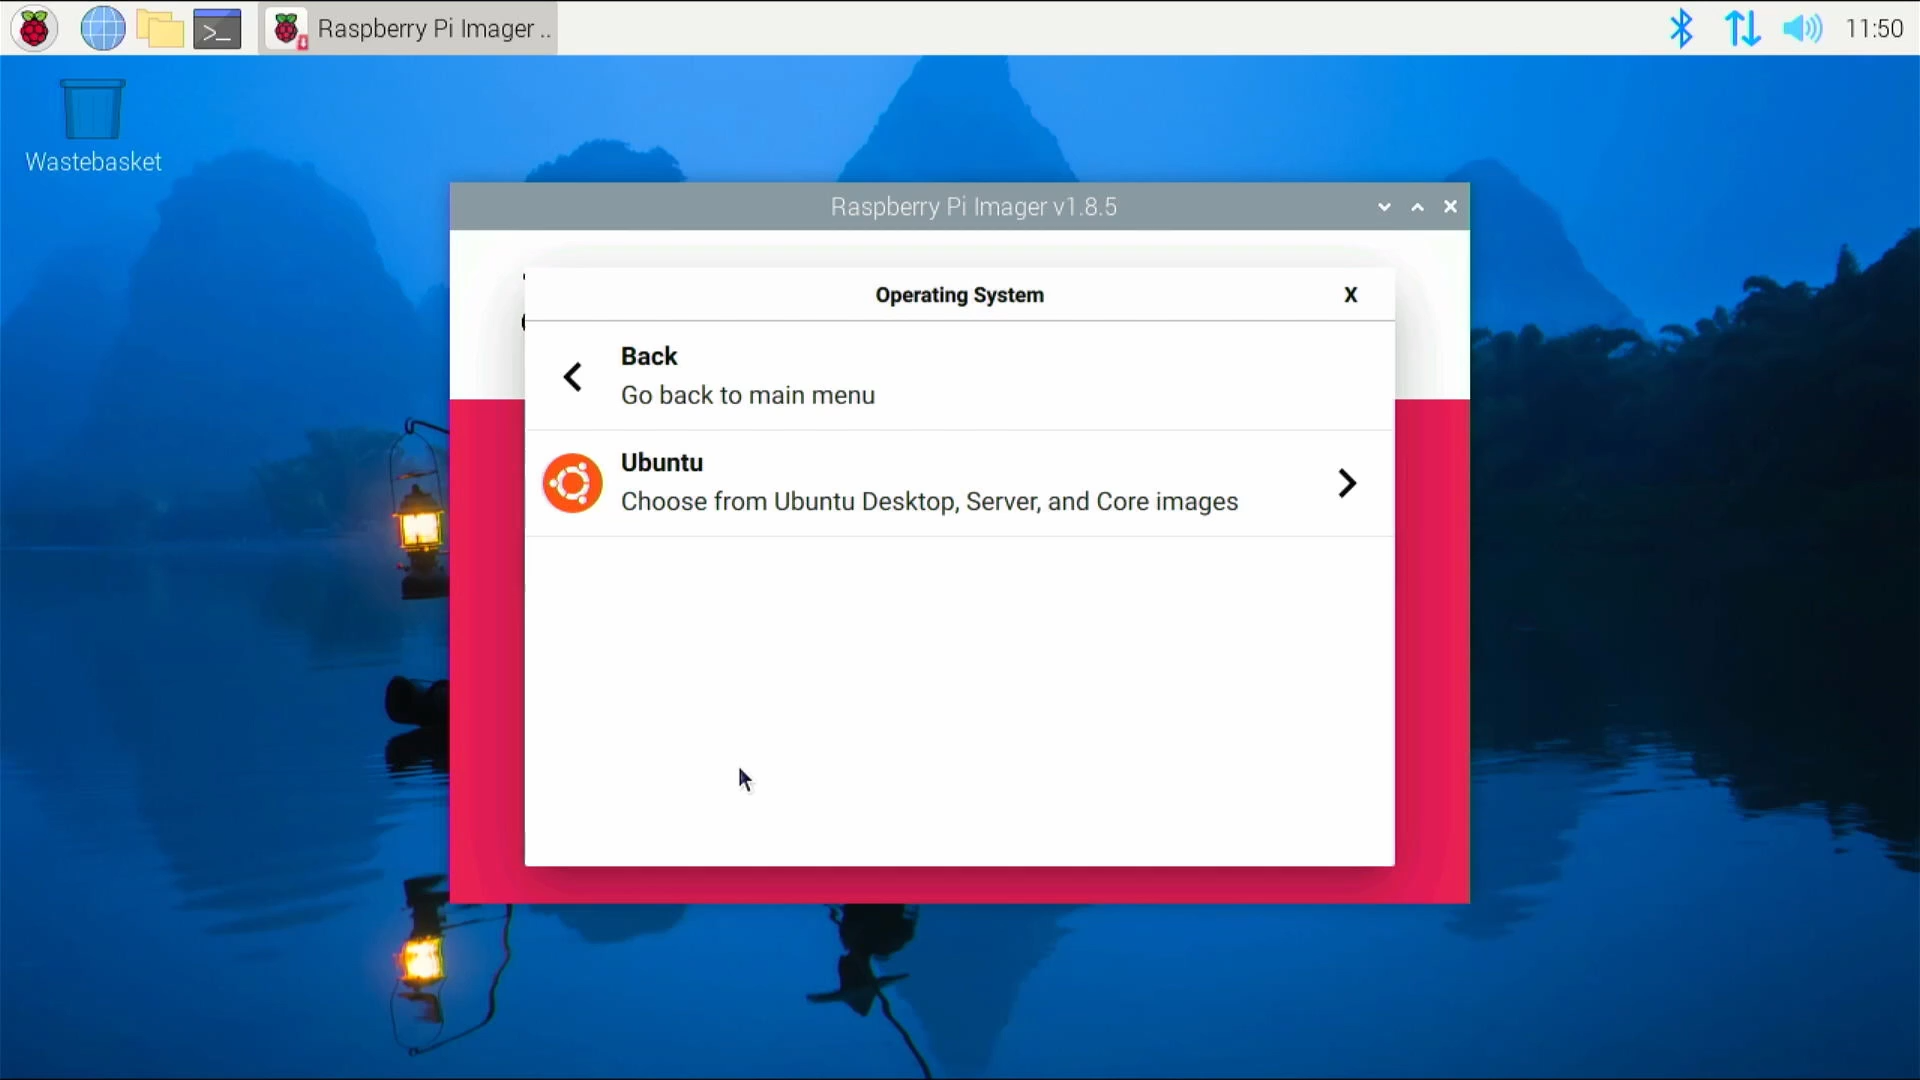 Raspberry Pi Imager ..
11:50
Wastebasket
Raspberry Pi Imager v1.8.5
Operating System
X
Back
Go back to main menu
Ubuntu
Choose from Ubuntu Desktop, Server, and Core images